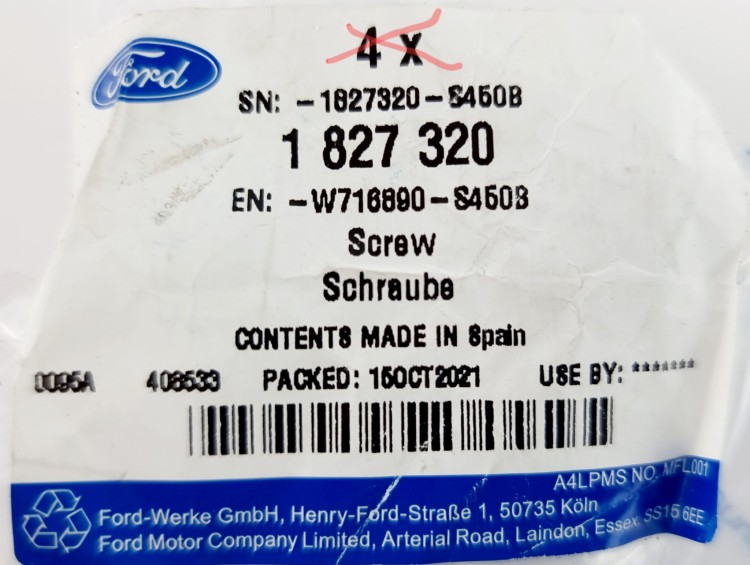 Ford
4 x
SN: -1827320-S450B
1 827 320
EN: -W716890-S450B
Screw
Schraube
CONTENTS MADE IN Spain
0095A 408533 PACKED: 15OCT2021 USE BY: *******
A4LPMS NO. MFL001
Ford-Werke GmbH, Henry-Ford-Straße 1, 50735 Köln
Ford Motor Company Limited, Arterial Road, Laindon, Essex SS15 6EE